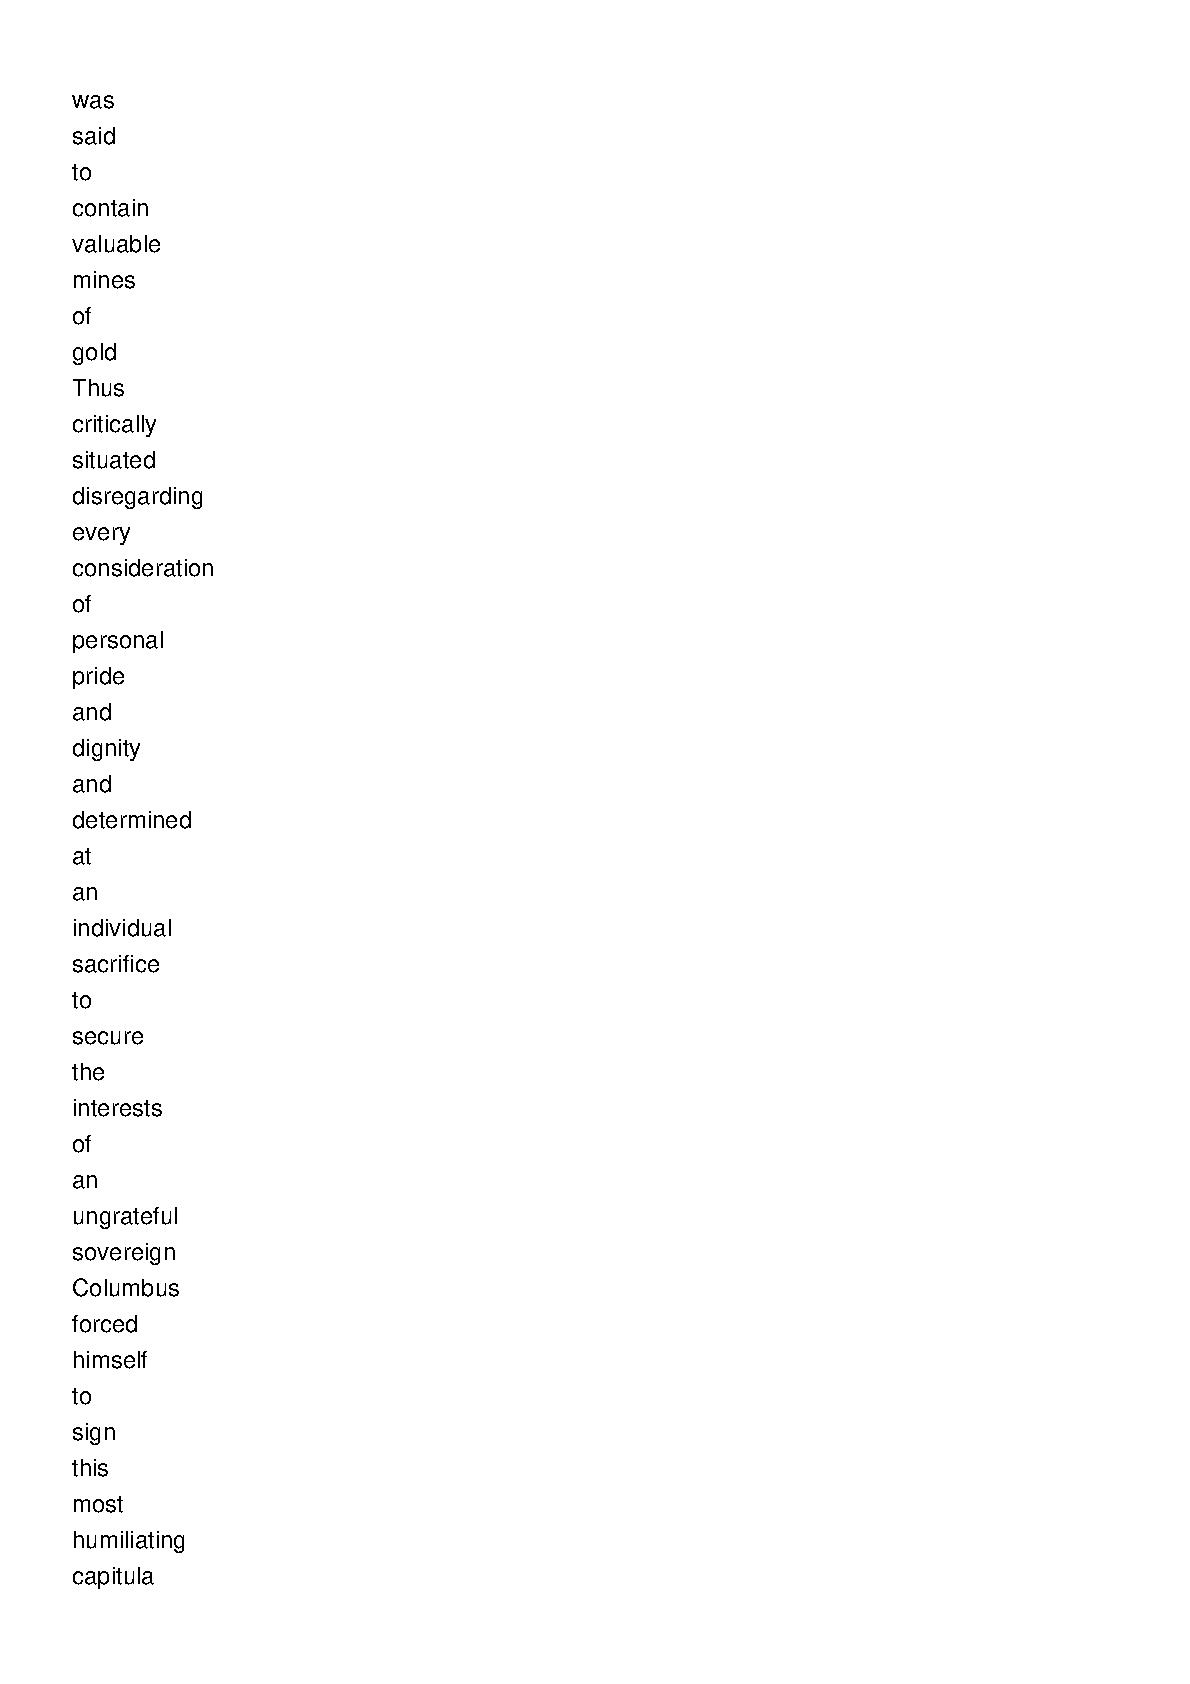 was
said
to
contain
valuable
mines
of
gold
Thus
critically
situated
disregarding
every
consideration
of
personal
pride
and
dignity
and
determined
at
an
individual
sacrifice
to
secure
the
interests
of
an
ungrateful
sovereign
Columbus
forced
himself
to
sign
this
most
humiliating
capitula